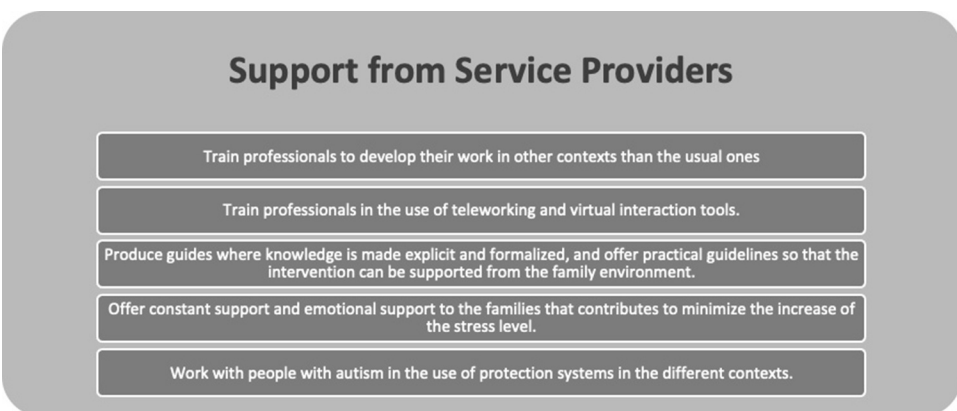 Support from Service Providers
Train professionals to develop their work in other contexts than the usual ones
Train professionals in the use of teleworking and virtual interaction tools.
Produce guides where knowledge is made explicit and formalized, and offer practical guidelines so that the
intervention can be supported from the family environment.
Offer constant support and emotional support to the families that contributes to minimize the increase of
the stress level.
Work with people with autism in the use of protection systems in the different contexts.